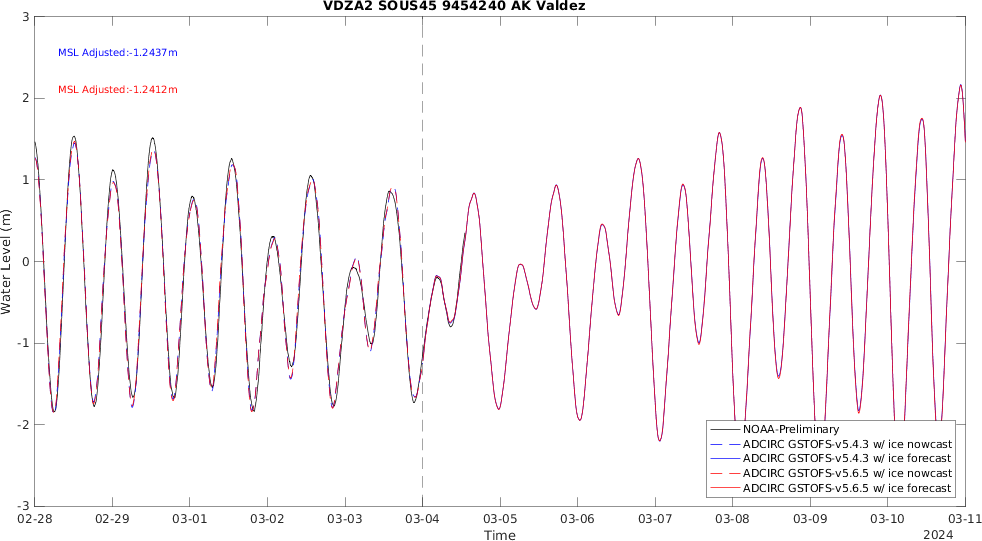 VDZA2 SOUS45 9454240 AK Valdez
MSL Adjusted:-1.2437m
MSL Adjusted:-1.2412m
Water Level (m)
3
2
1
0
-1
-2
-3
NOAA-Preliminary
ADCIRC GSTOFS-v5.4.3 w/ ice nowcast
ADCIRC GSTOFS-v5.4.3 w/ ice forecast
ADCIRC GSTOFS-v5.6.5 w/ ice nowcast
ADCIRC GSTOFS-v5.6.5 w/ ice forecast
02-28 02-29 03-01 03-02 03-03 03-04 03-05 03-06 03-07 03-08 03-09 03-10 03-11
Time
2024